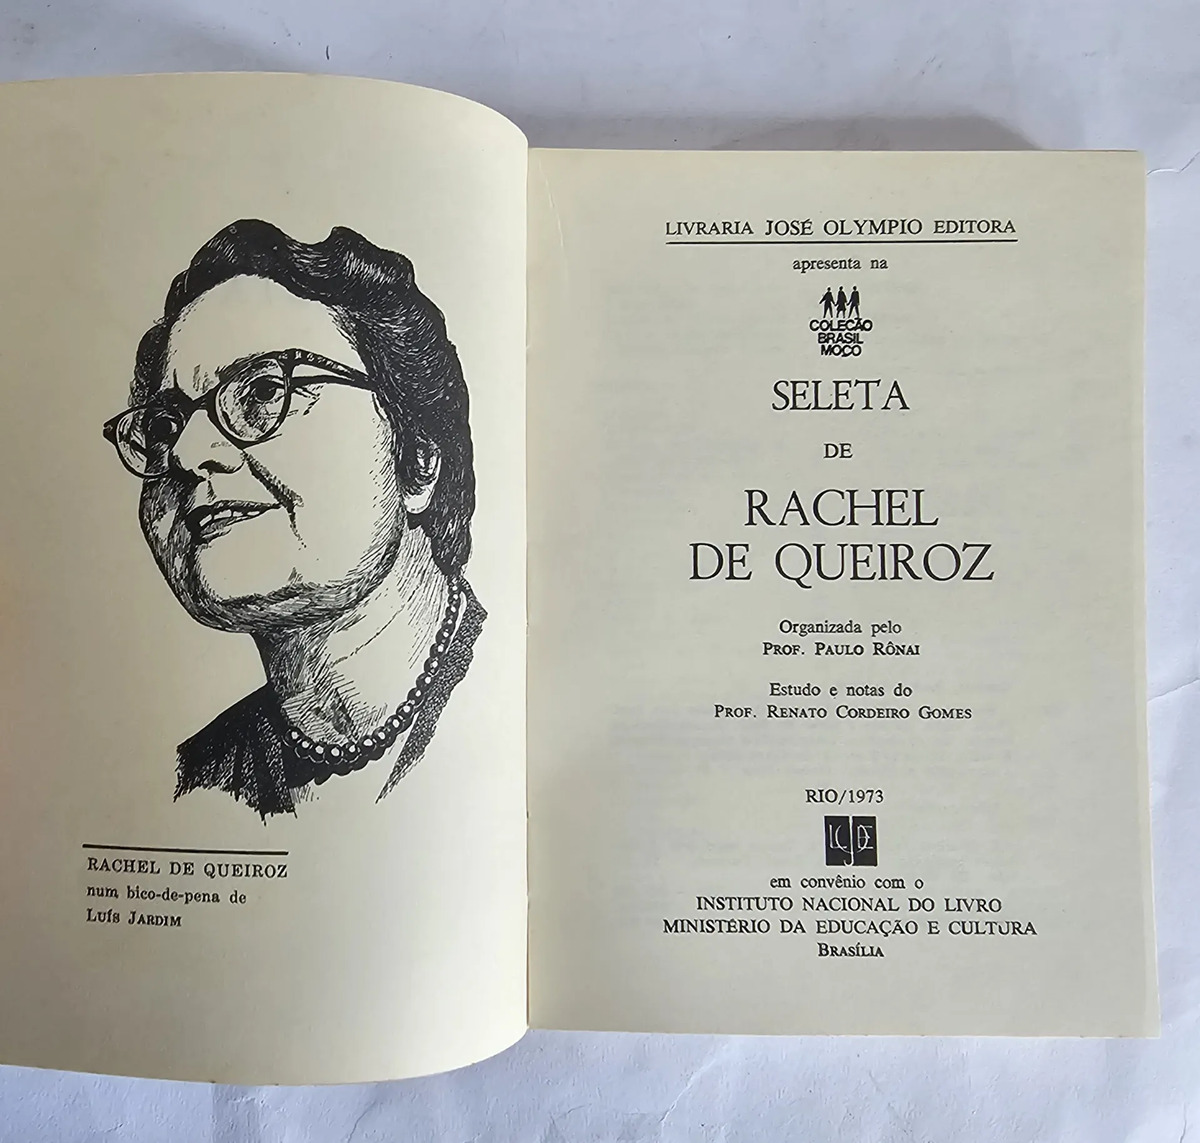 RACHEL DE QUEIROZ
num bico-de-pena de
LUÍS JARDIM
LIVRARIA JOSÉ OLYMPIO EDITORA
apresenta na
COLEÇÃO
BRASIL
MOÇO
SELETA
DE
RACHEL
DE QUEIROZ
Organizada pelo
PROF. PAULO RÔNAI
Estudo e notas do
PROF. RENATO CORDEIRO GOMES
RIO/1973
em convênio com o
INSTITUTO NACIONAL DO LIVRO
MINISTÉRIO DA EDUCAÇÃO E CULTURA
BRASÍLIA